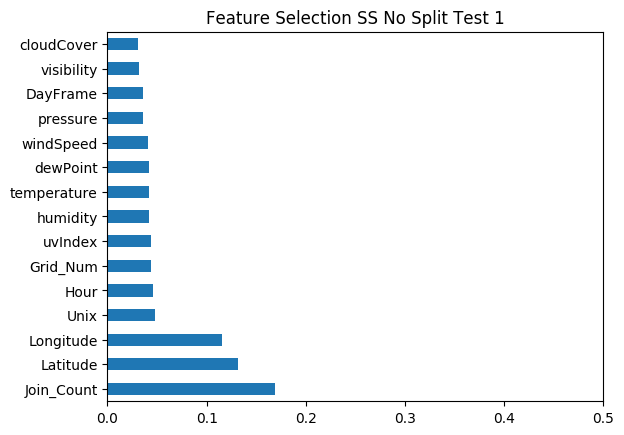 Feature Selection SS No Split Test 1
cloudCover
visibility
DayFrame
pressure
windSpeed
dewPoint
temperature
humidity
uvIndex
Grid_Num
Hour
Unix
Longitude
Latitude
Join_Count
0.0 0.1 0.2 0.3 0.4 0.5